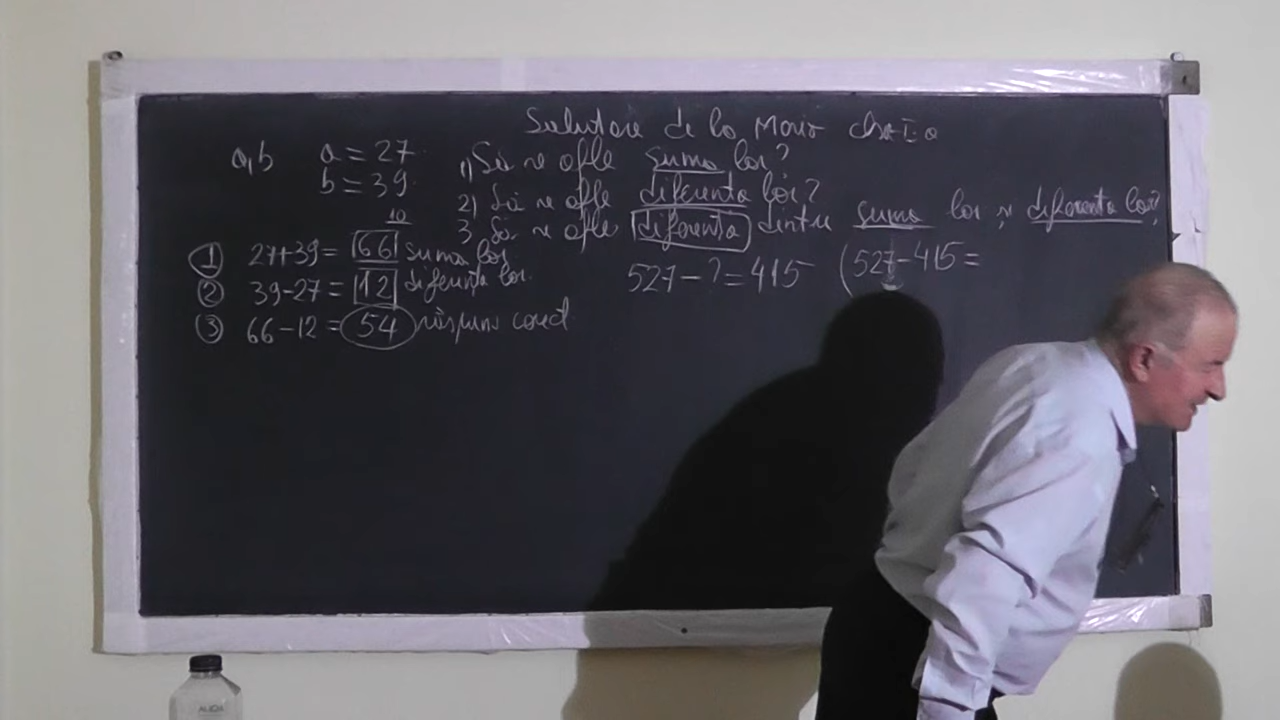 Salutare de la
a,b a = 27 1) Să se afle suma lor?
b = 39 2) Să se afle diferența lor?
3. Să se afle diferența dintre suma lor și diferența lor?
10
① 27+39 = 66 suma lor
② 39-27 = 12 diferența lor.
③ 66-12 = 54 răspuns corect
527 - ? = 415 (527-415=